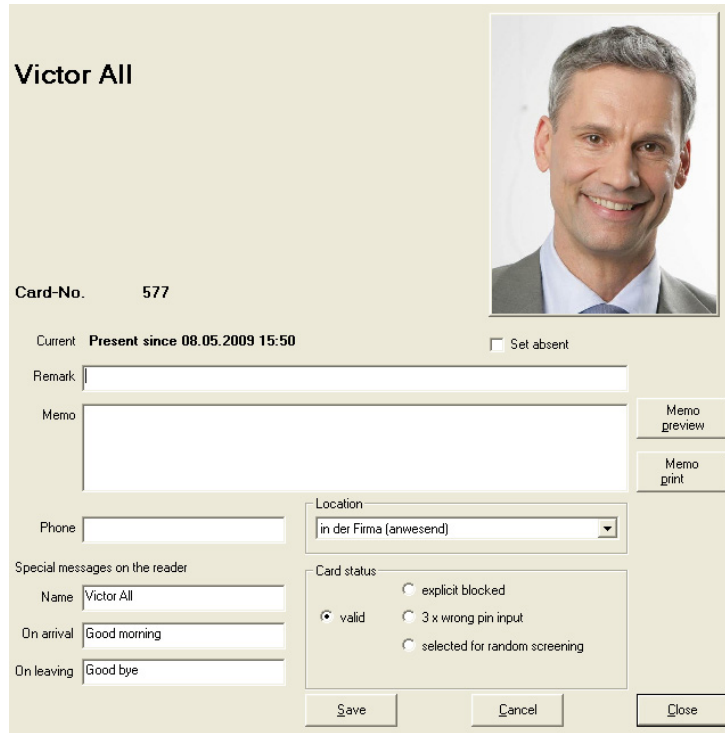 Victor All
Card-No. 577
Current Present since 08.05.2009 15:50
Set absent
Remark
Memo
Memo preview
Memo print
Phone
Location
in der Firma (anwesend)
Special messages on the reader
Name Victor All
On arrival Good morning
On leaving Good bye
Card status
valid
explicit blocked
3 x wrong pin input
selected for random screening
Save
Cancel
Close